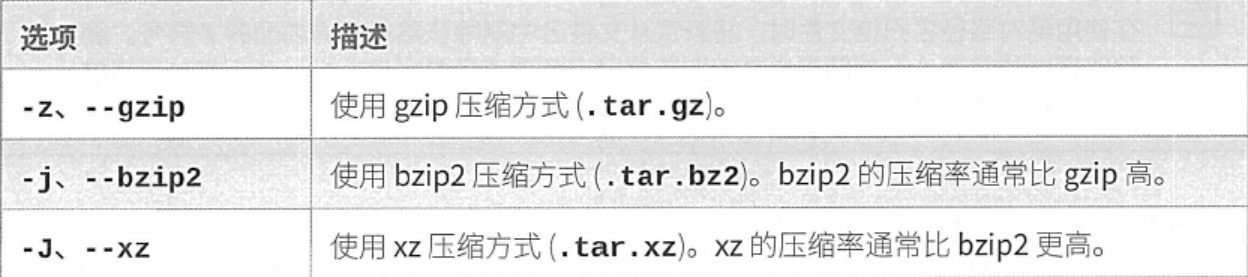 选项 描述
-z、--gzip 使用 gzip 压缩方式 (.tar.gz)。
-j、--bzip2 使用 bzip2 压缩方式 (.tar.bz2)。bzip2 的压缩率通常比 gzip 高。
-J、--xz 使用 xz 压缩方式 (.tar.xz)。xz 的压缩率通常比 bzip2 更高。